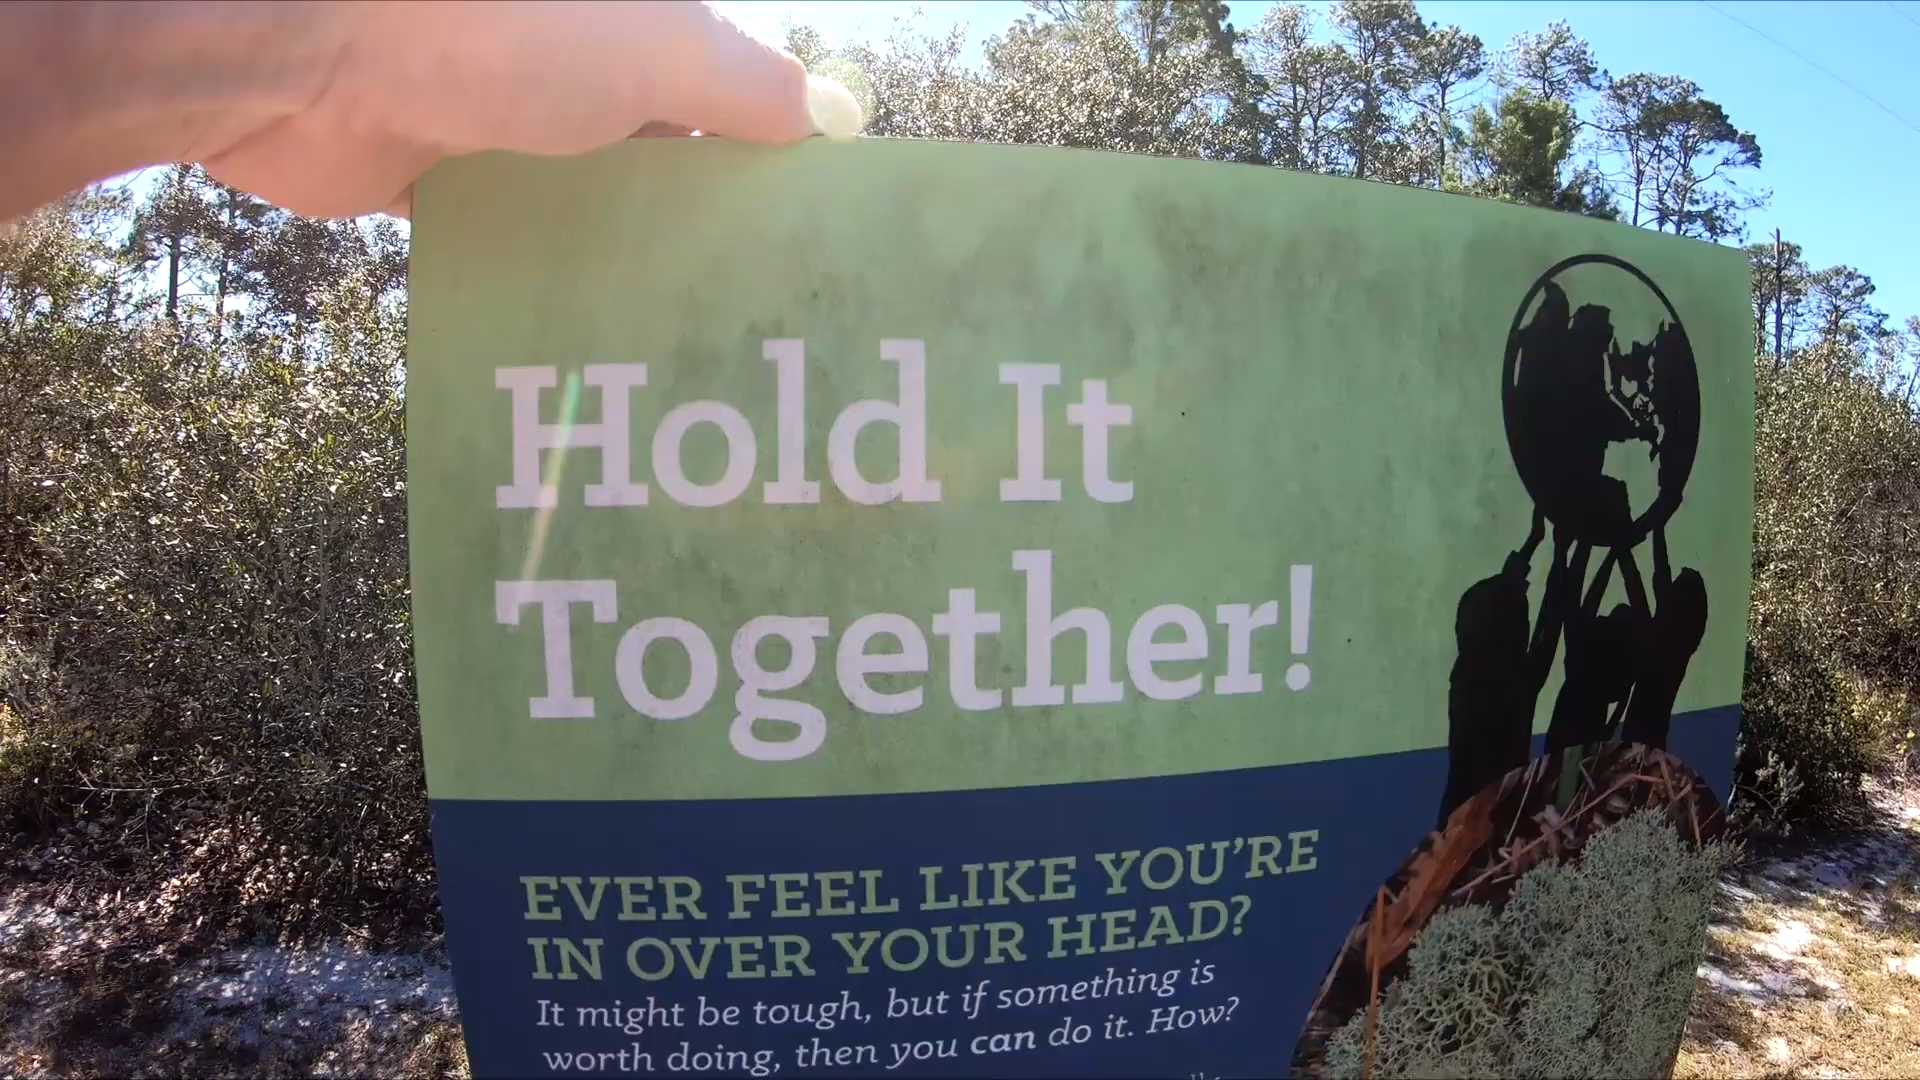 Hold It
Together!
EVER FEEL LIKE YOU'RE
IN OVER YOUR HEAD?
It might be tough, but if something is
worth doing, then you can do it. How?